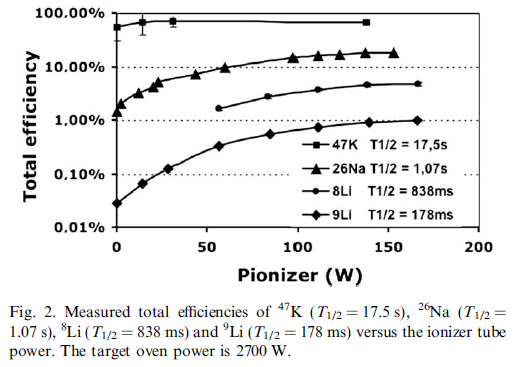 100.00%
10.00%
1.00%
0.10%
0.01%
Total efficiency
47K T1/2 = 17,5s
26Na T1/2 = 1,07s
8Li T1/2 = 838ms
9Li T1/2 = 178ms
0 50 100 150 200
Pionizer (W)
Fig. 2. Measured total efficiencies of ⁴⁷K (T₁/₂ = 17.5 s), ²⁶Na (T₁/₂ =
1.07 s), ⁸Li (T₁/₂ = 838 ms) and ⁹Li (T₁/₂ = 178 ms) versus the ionizer tube
power. The target oven power is 2700 W.